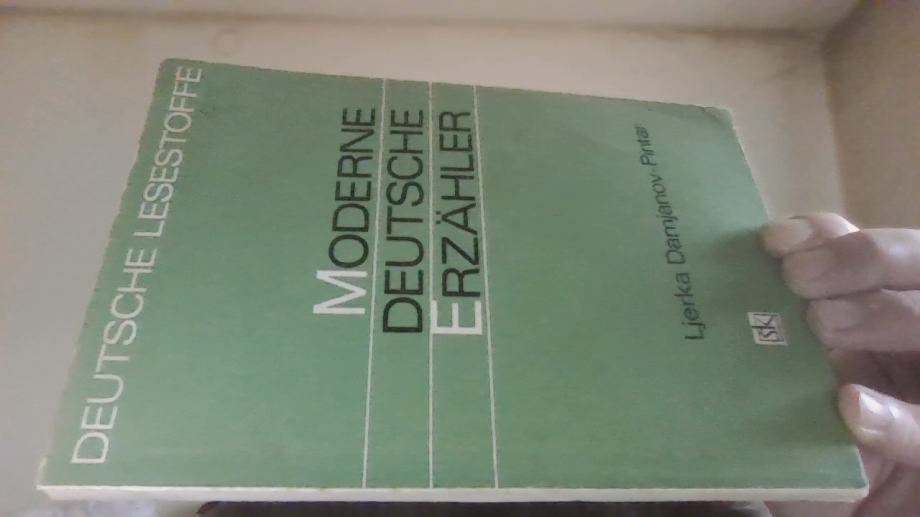 DEUTSCHE LESESTOFFE
MODERNE
DEUTSCHE
ERZÄHLER
Ljerka Damjanov-Pintar
šk